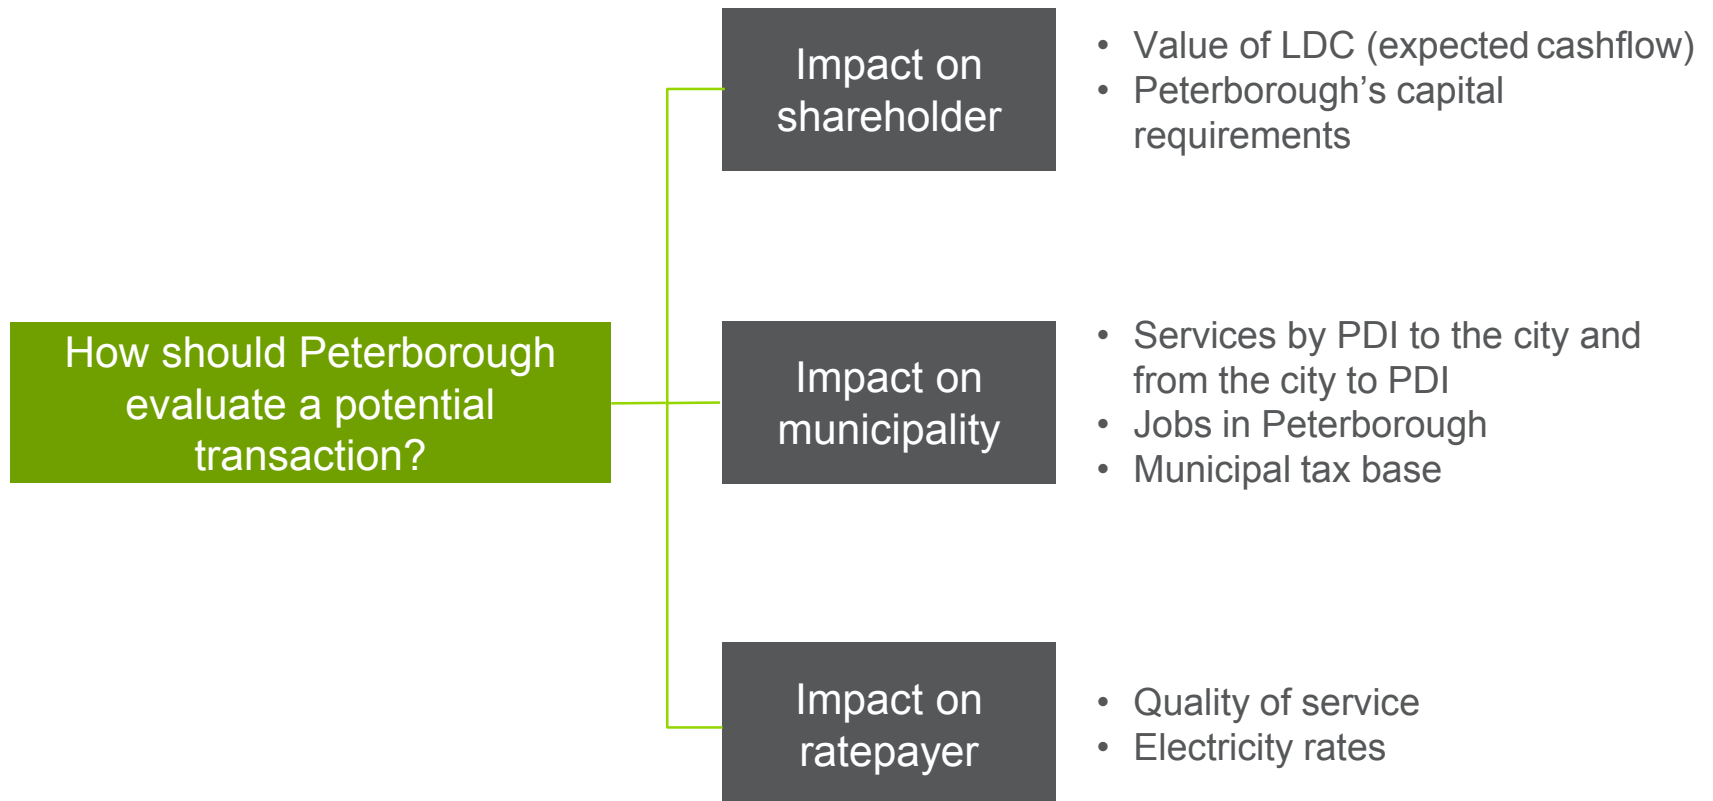 Impact on
shareholder
• Value of LDC (expected cashflow)
• Peterborough’s capital
requirements
How should Peterborough
evaluate a potential
transaction?
Impact on
municipality
• Services by PDI to the city and
from the city to PDI
• Jobs in Peterborough
• Municipal tax base
Impact on
ratepayer
• Quality of service
• Electricity rates